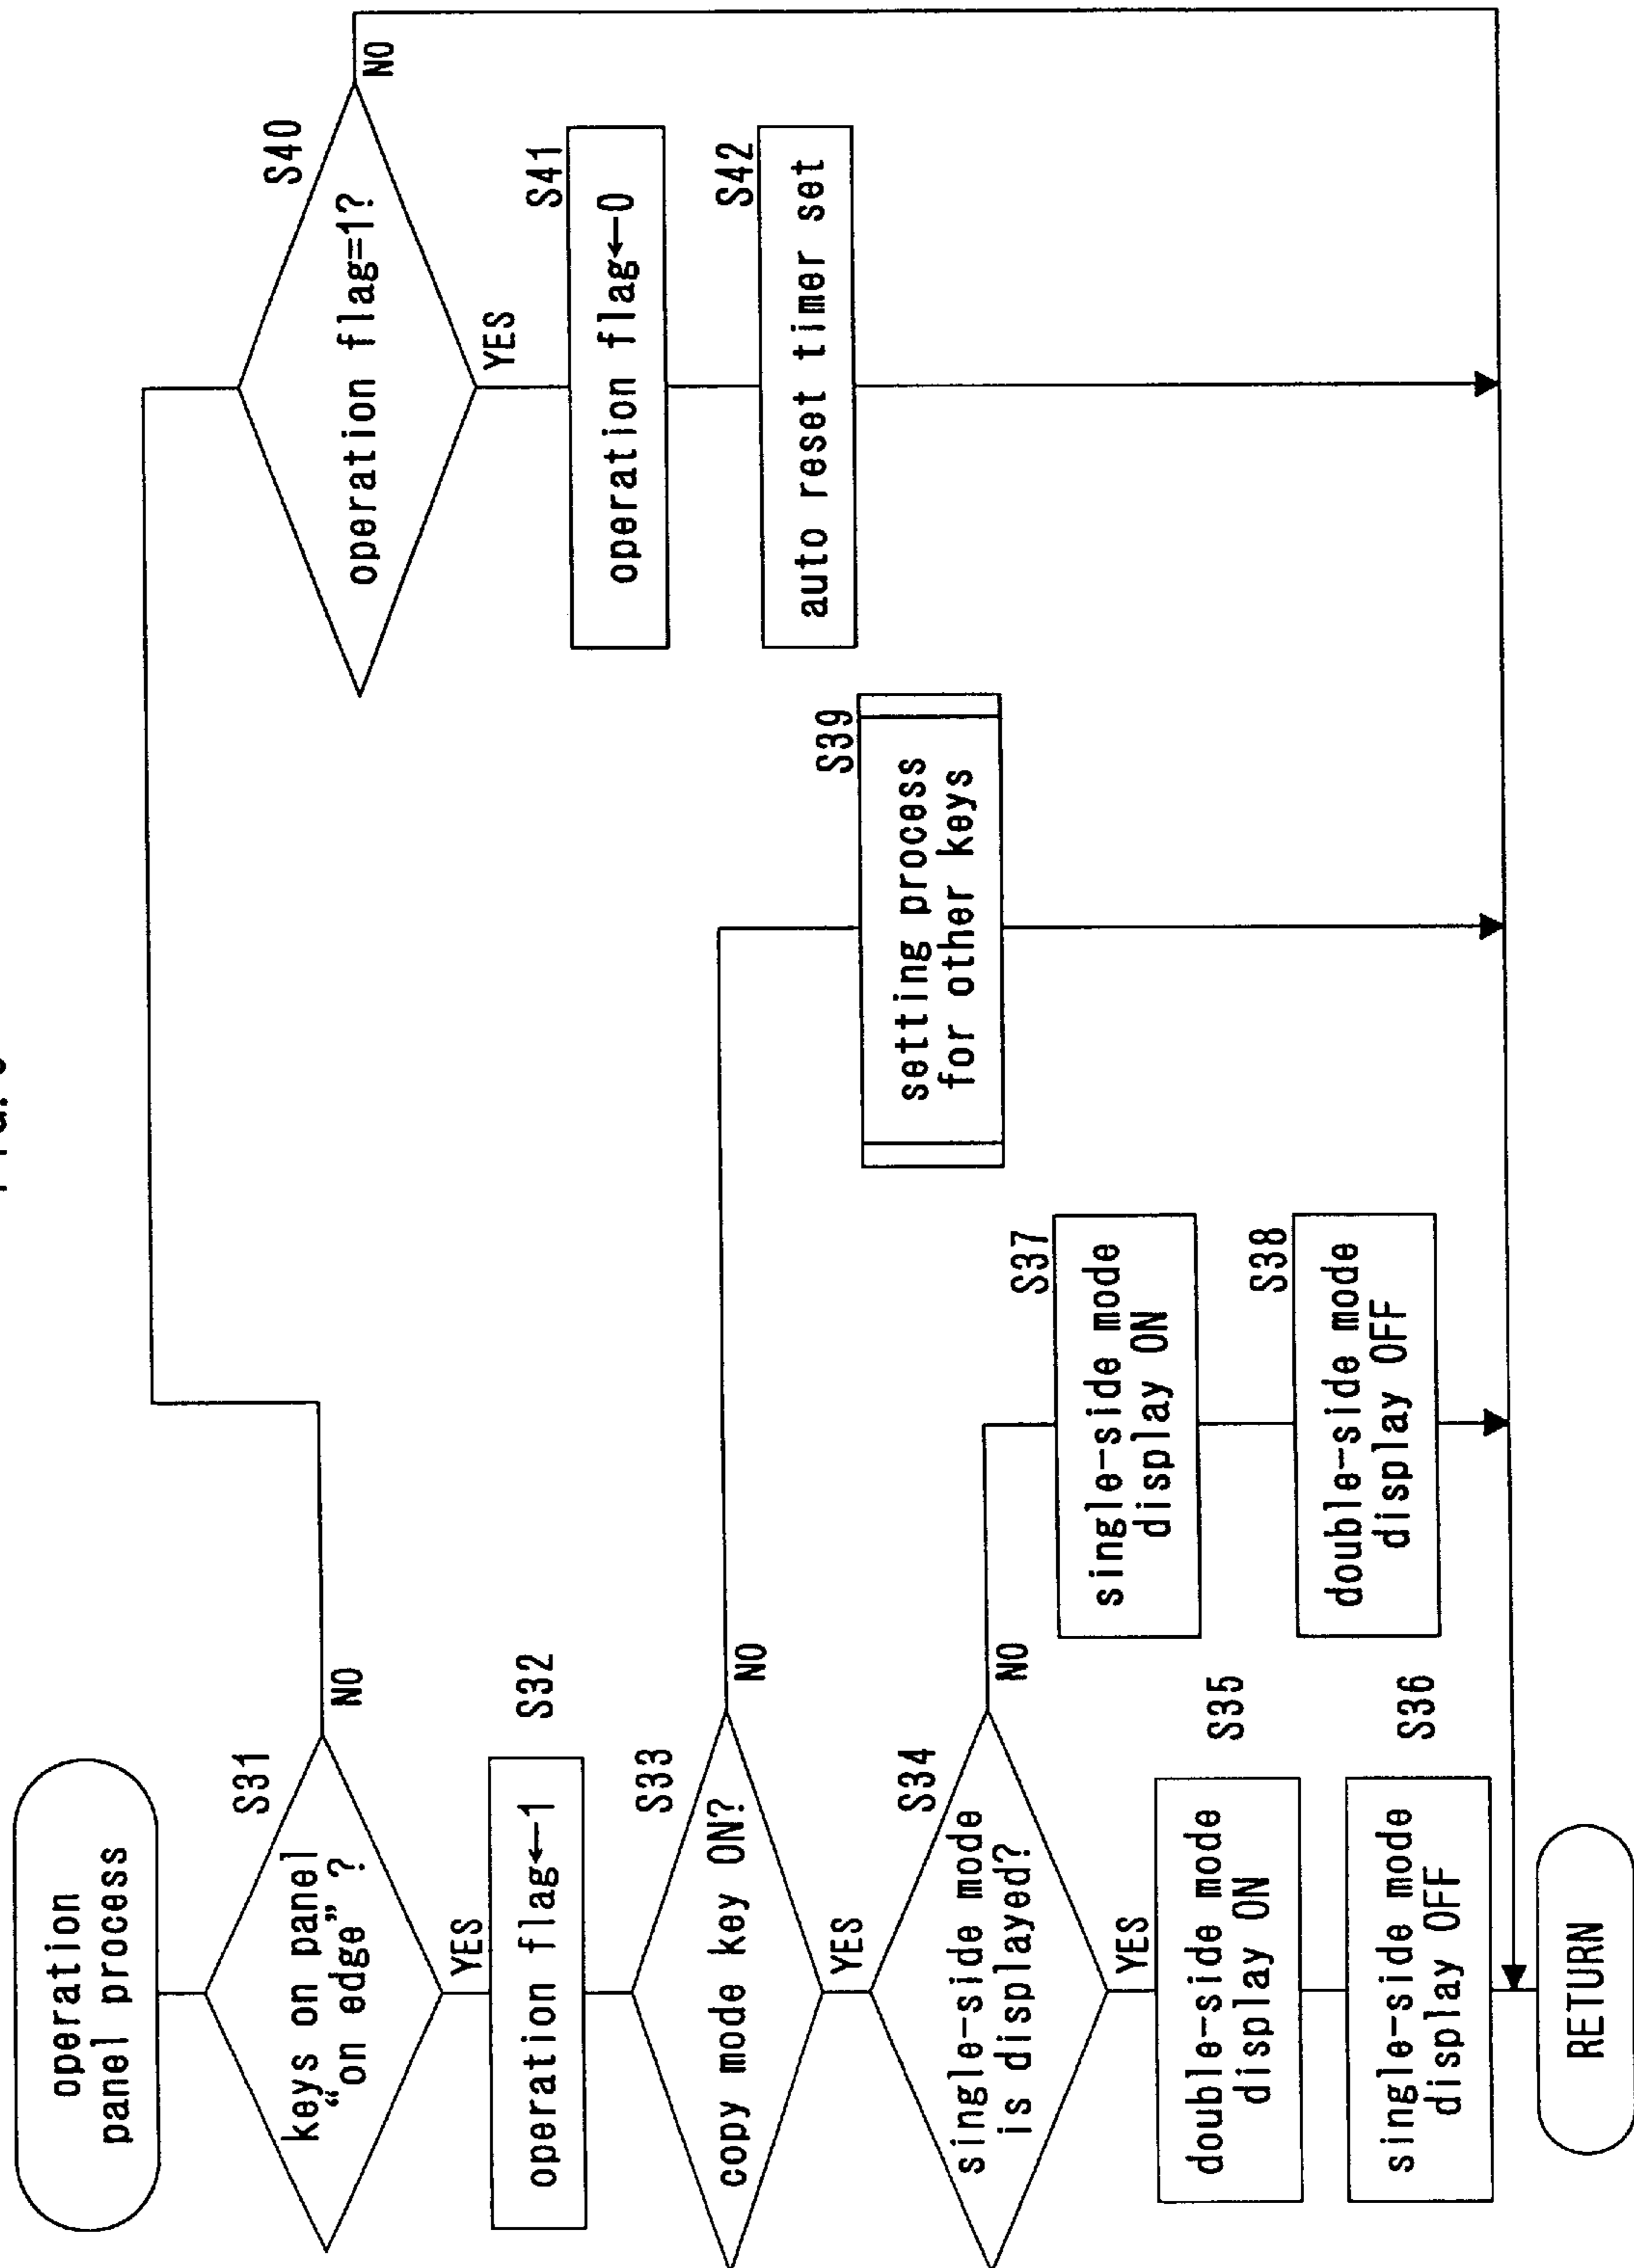 operation
panel process
S31
keys on panel
“on edge” ?
NO
YES
S32
operation flag←1
S33
copy mode key ON?
NO
YES
S34
single-side mode
is displayed?
NO
YES
S35
double-side mode
display ON
S36
single-side mode
display OFF
RETURN
S37
single-side mode
display ON
S38
double-side mode
display OFF
S39
setting process
for other keys
S40
operation flag=1?
NO
YES
S41
operation flag←0
S42
auto reset timer set